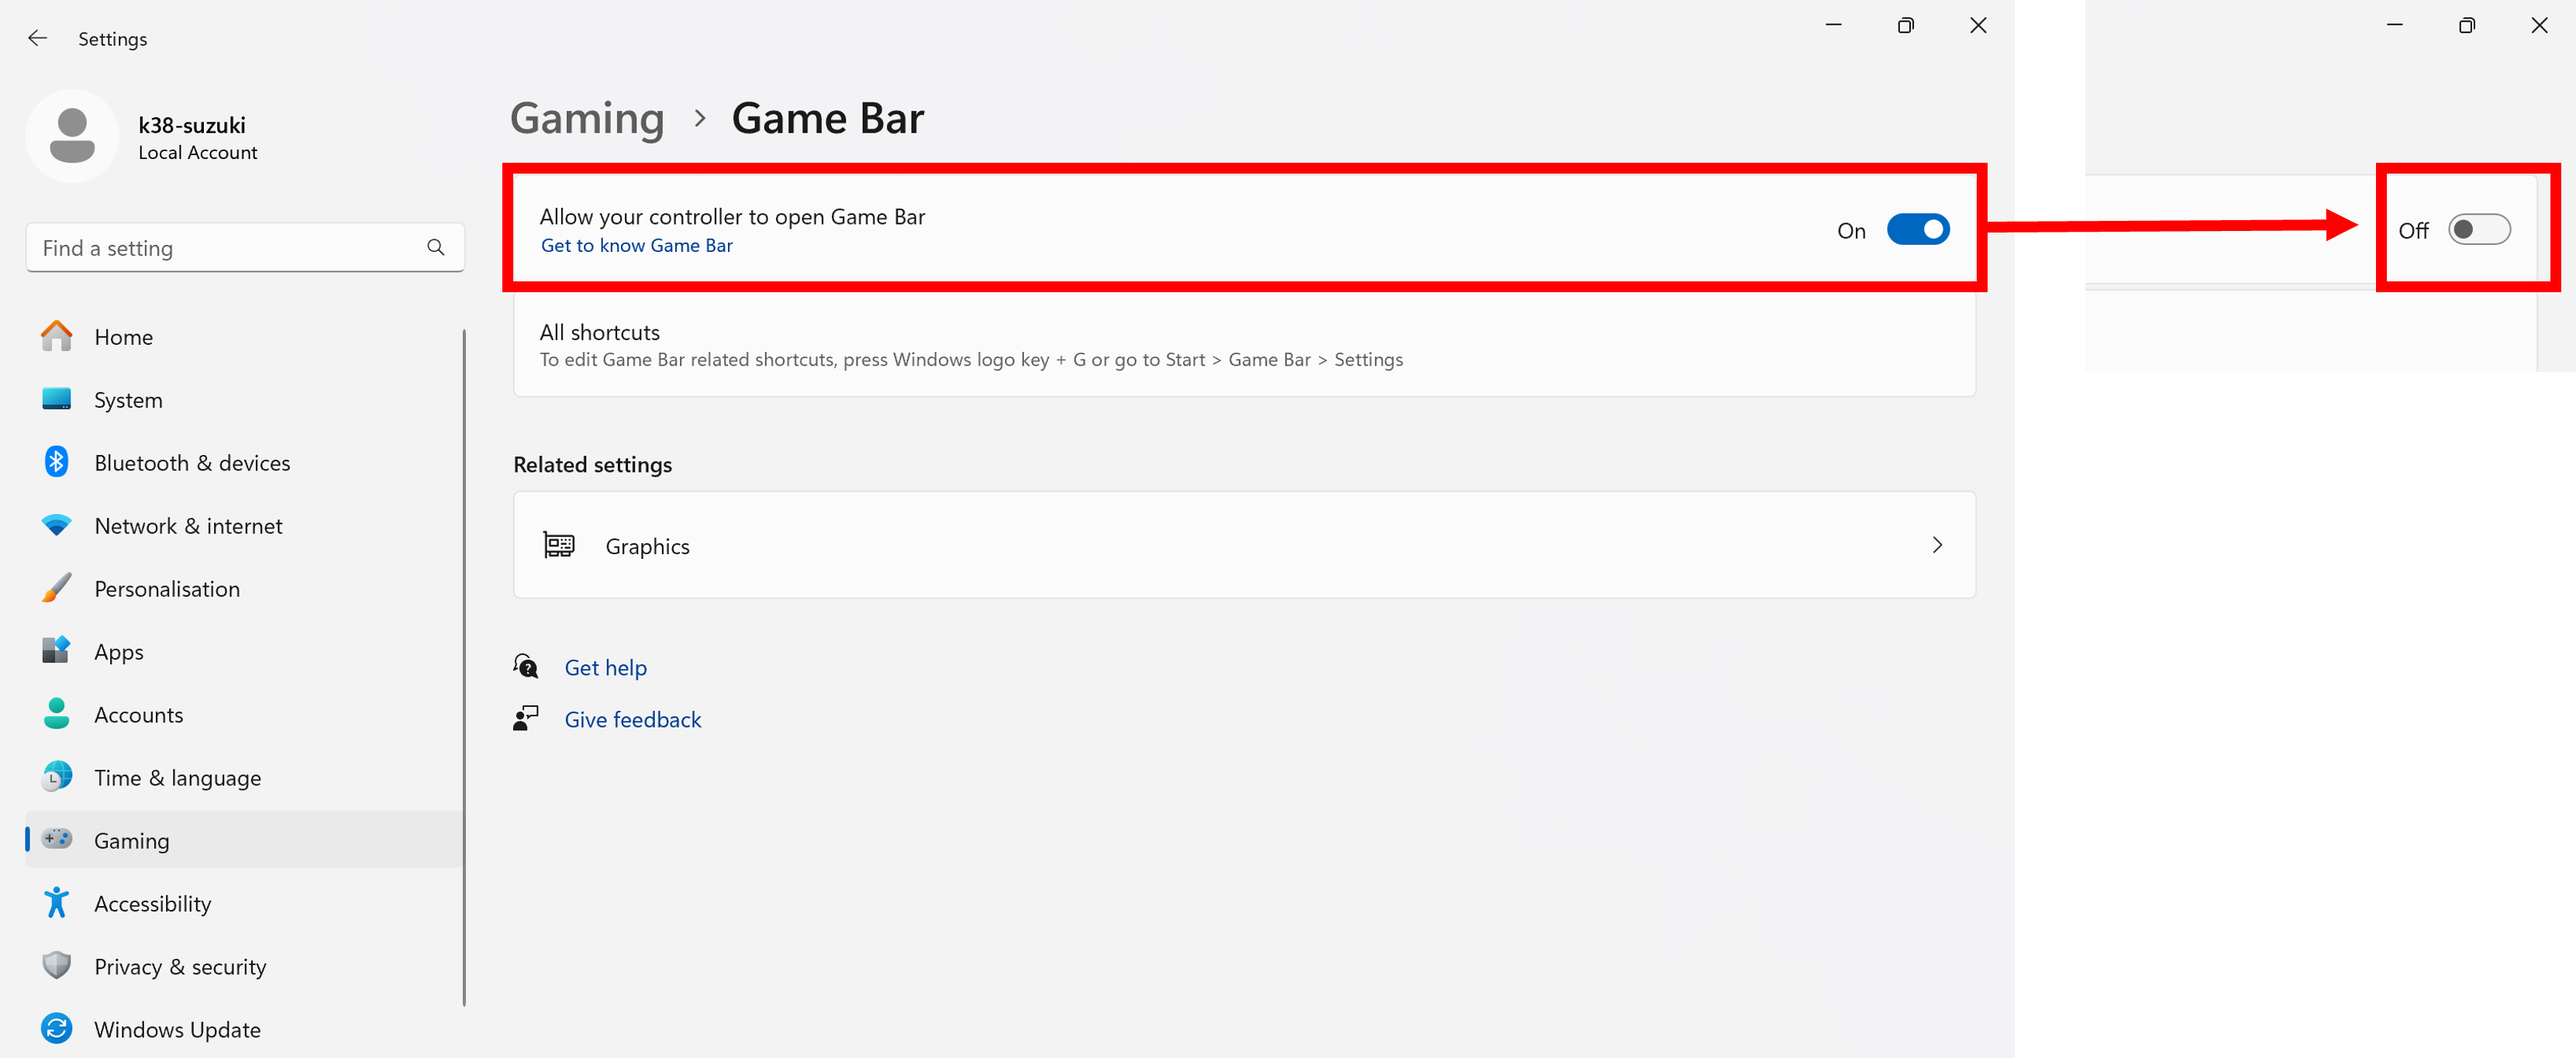 Settings
k38-suzuki
Local Account
Find a setting
Home
System
Bluetooth & devices
Network & internet
Personalisation
Apps
Accounts
Time & language
Gaming
Accessibility
Privacy & security
Windows Update
Gaming > Game Bar
Allow your controller to open Game Bar
Get to know Game Bar
On
Off
All shortcuts
To edit Game Bar related shortcuts, press Windows logo key + G or go to Start > Game Bar > Settings
Related settings
Graphics
Get help
Give feedback